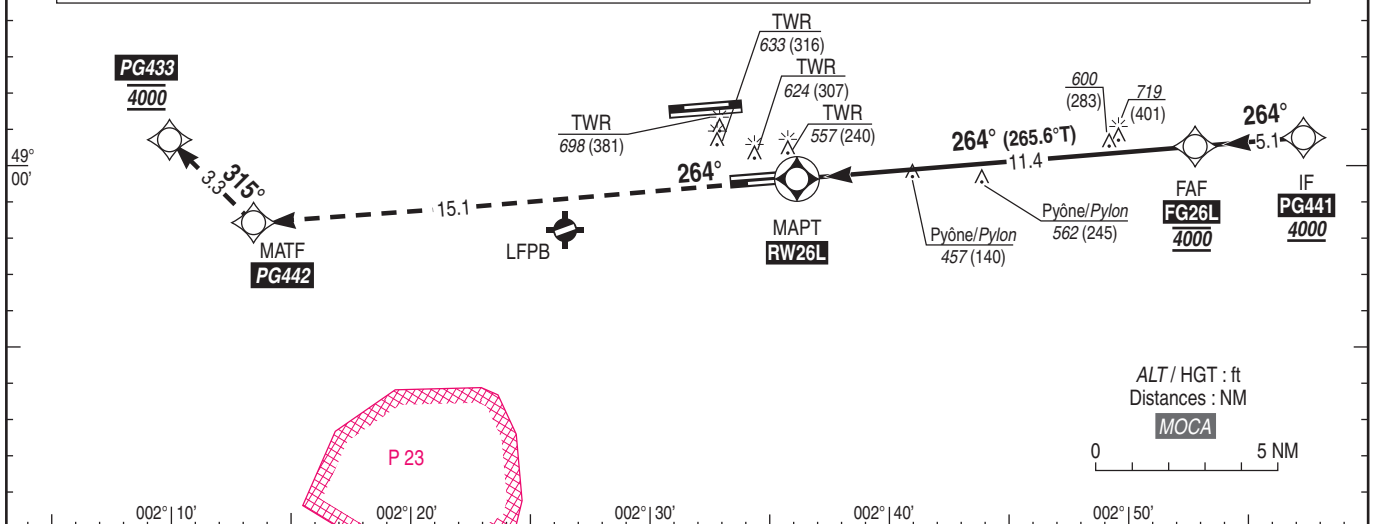 TWR
633 (316)
TWR
624 (307)
TWR
557 (240)
TWR
698 (381)
PG433
4000
600
(283)
719
(401)
49°
00'
315°
3.3
15.1
264°
264° (265.6°T)
11.4
264°
5.1
MATF
PG442
LFPB
MAPT
RW26L
Pyône/Pylon
457 (140)
Pyône/Pylon
562 (245)
FAF
FG26L
4000
IF
PG441
4000
P 23
ALT / HGT : ft
Distances : NM
MOCA
0 5 NM
002° 10'
002° 20'
002° 30'
002° 40'
002° 50'